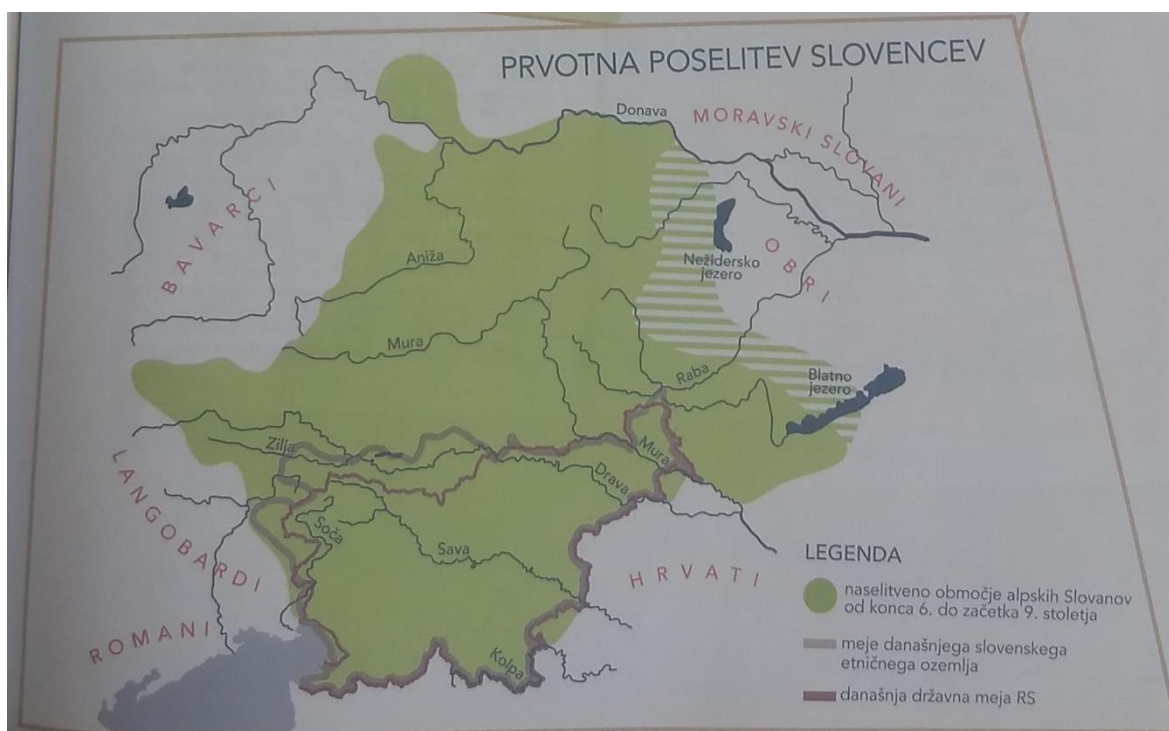 PRVOTNA POSELITEV SLOVENCEV
Donava
MORAVSKI SLOVANI
BAVARCI
Aniža
Nežidersko
jezero
OBRI
Mura
Raba
Blatno
jezero
Zilja
Mura
Drava
LANGOBARDI
Soča
Sava
HRVATI
ROMANI
Kolpa
LEGENDA
naselitveno območje alpskih Slovanov
od konca 6. do začetka 9. stoletja
meje današnjega slovenskega
etničnega ozemlja
današnja državna meja RS